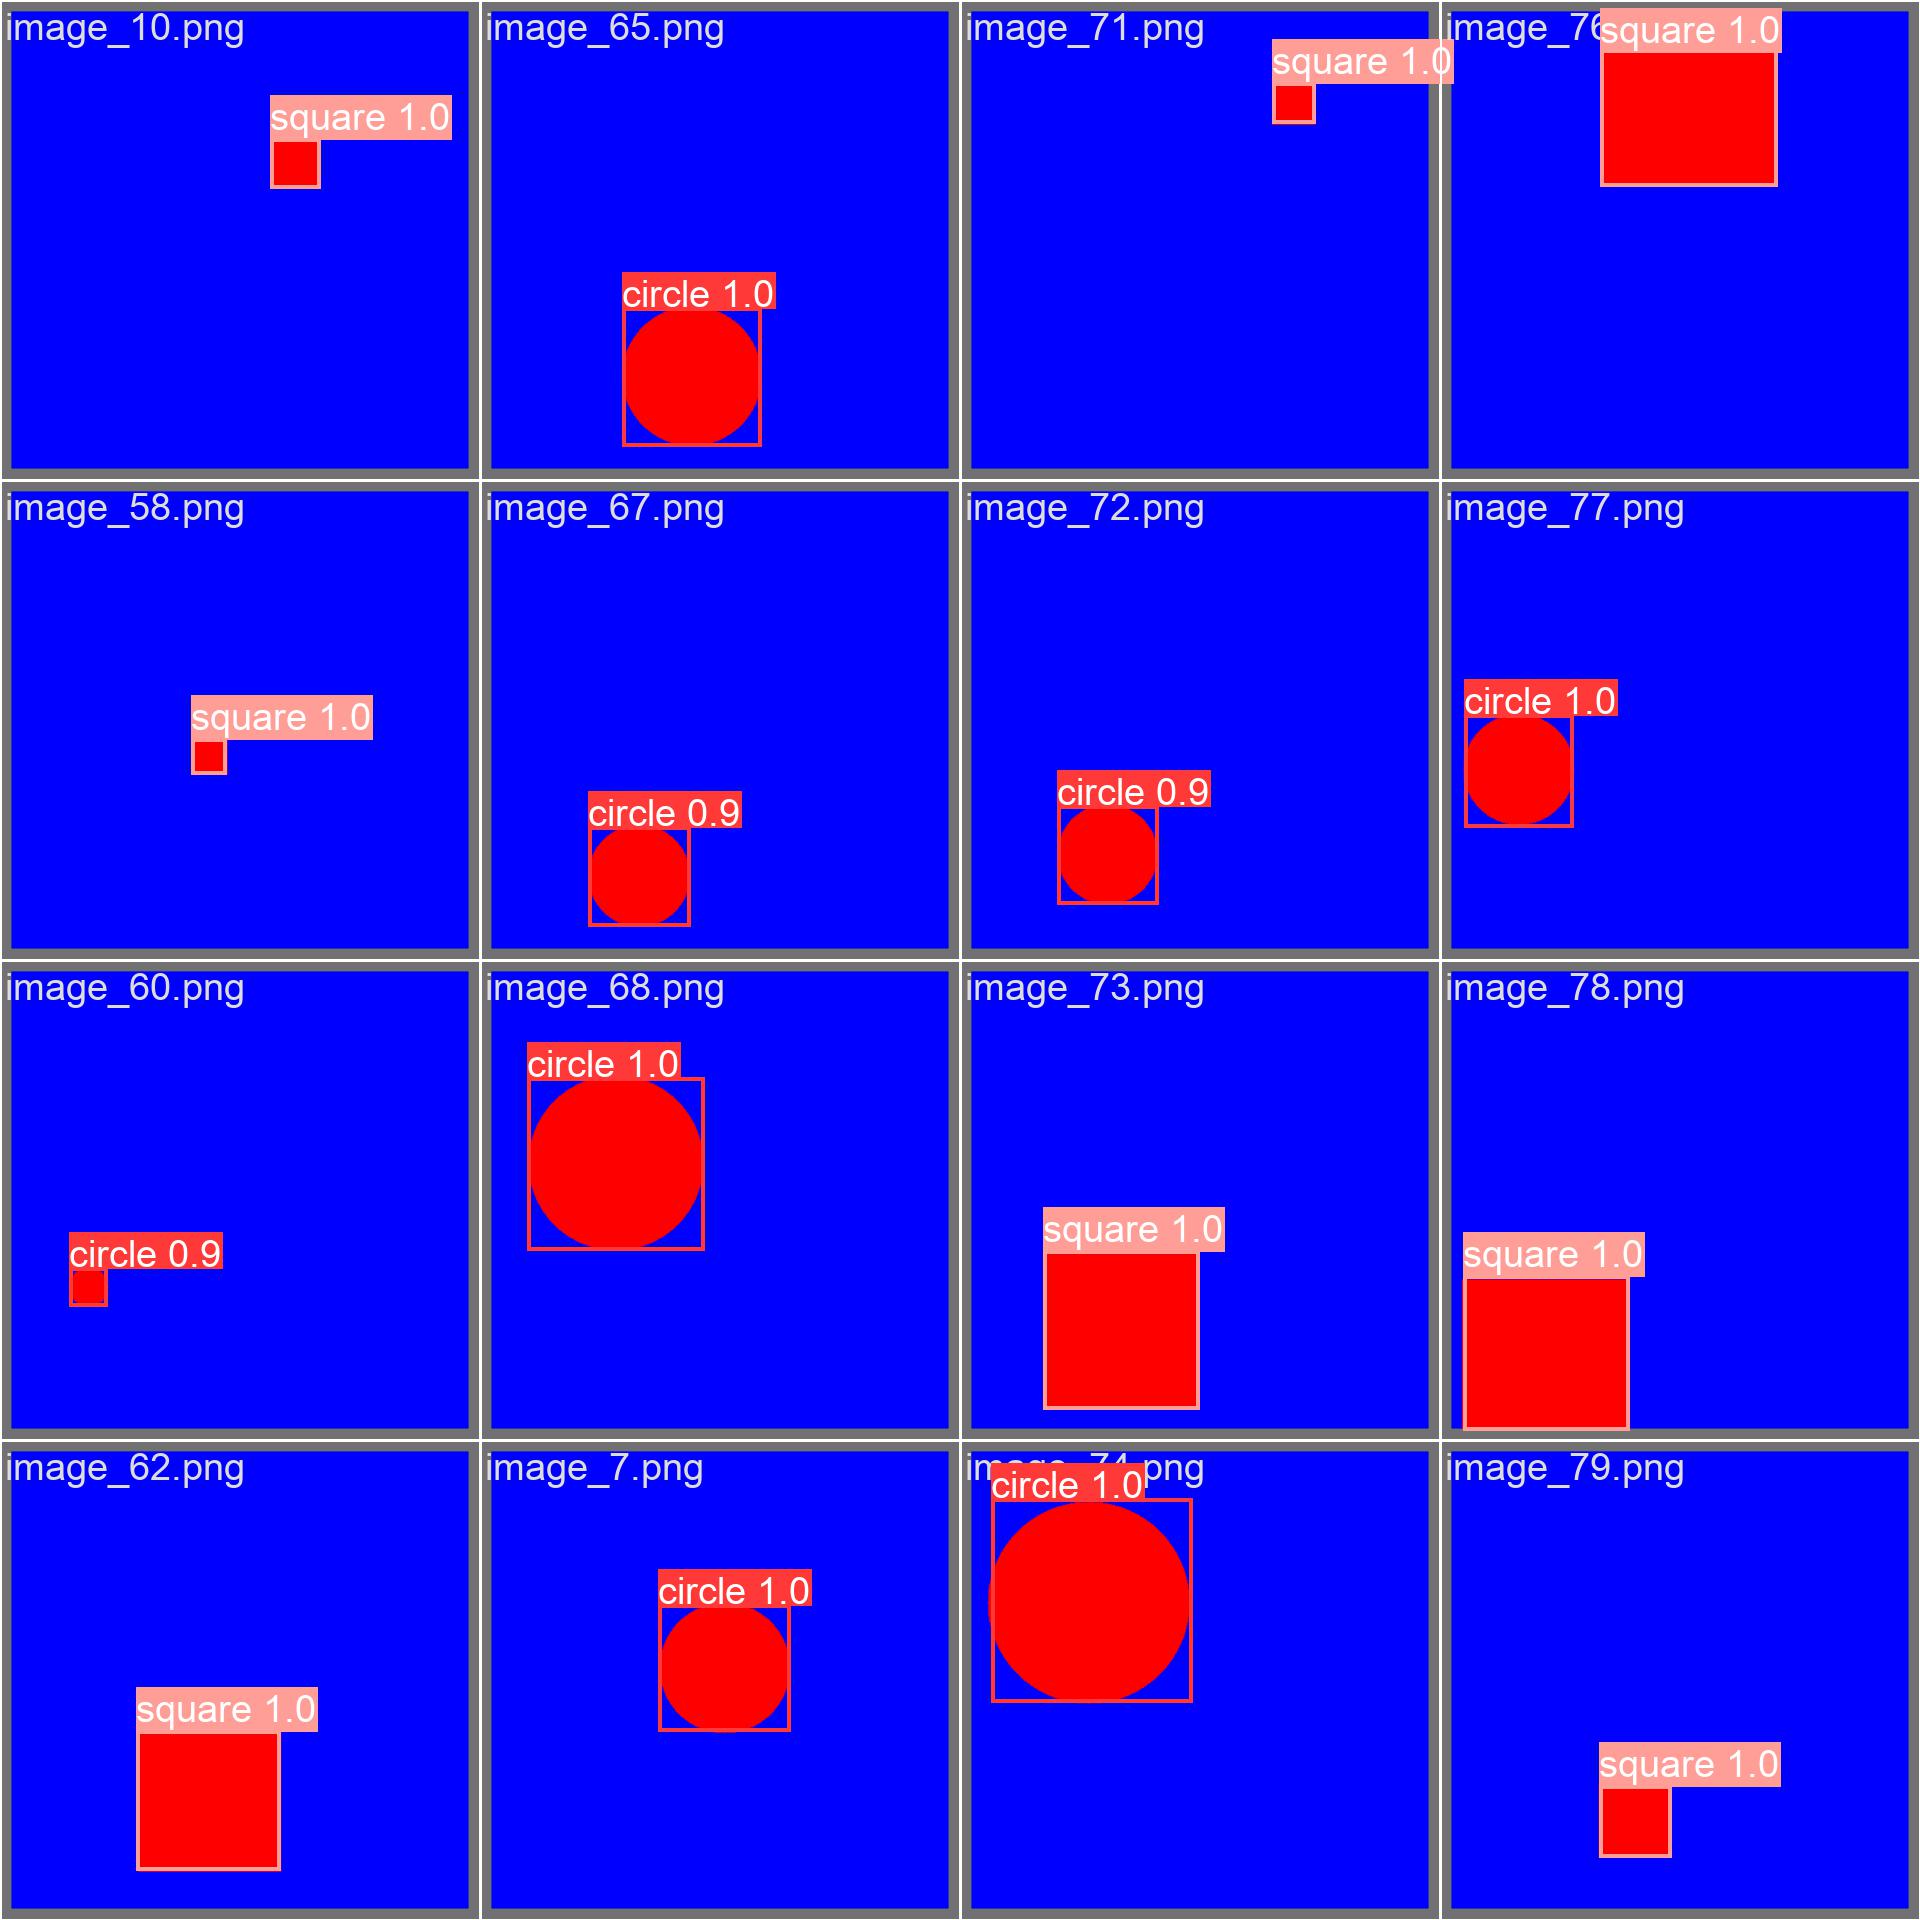 image_10.png
square 1.0
image_65.png
circle 1.0
image_71.png
square 1.0
image_76
square 1.0
image_58.png
square 1.0
image_67.png
circle 0.9
image_72.png
circle 0.9
image_77.png
circle 1.0
image_60.png
circle 0.9
image_68.png
circle 1.0
image_73.png
square 1.0
image_78.png
square 1.0
image_62.png
square 1.0
image_7.png
circle 1.0
image_74.png
circle 1.0
image_79.png
square 1.0